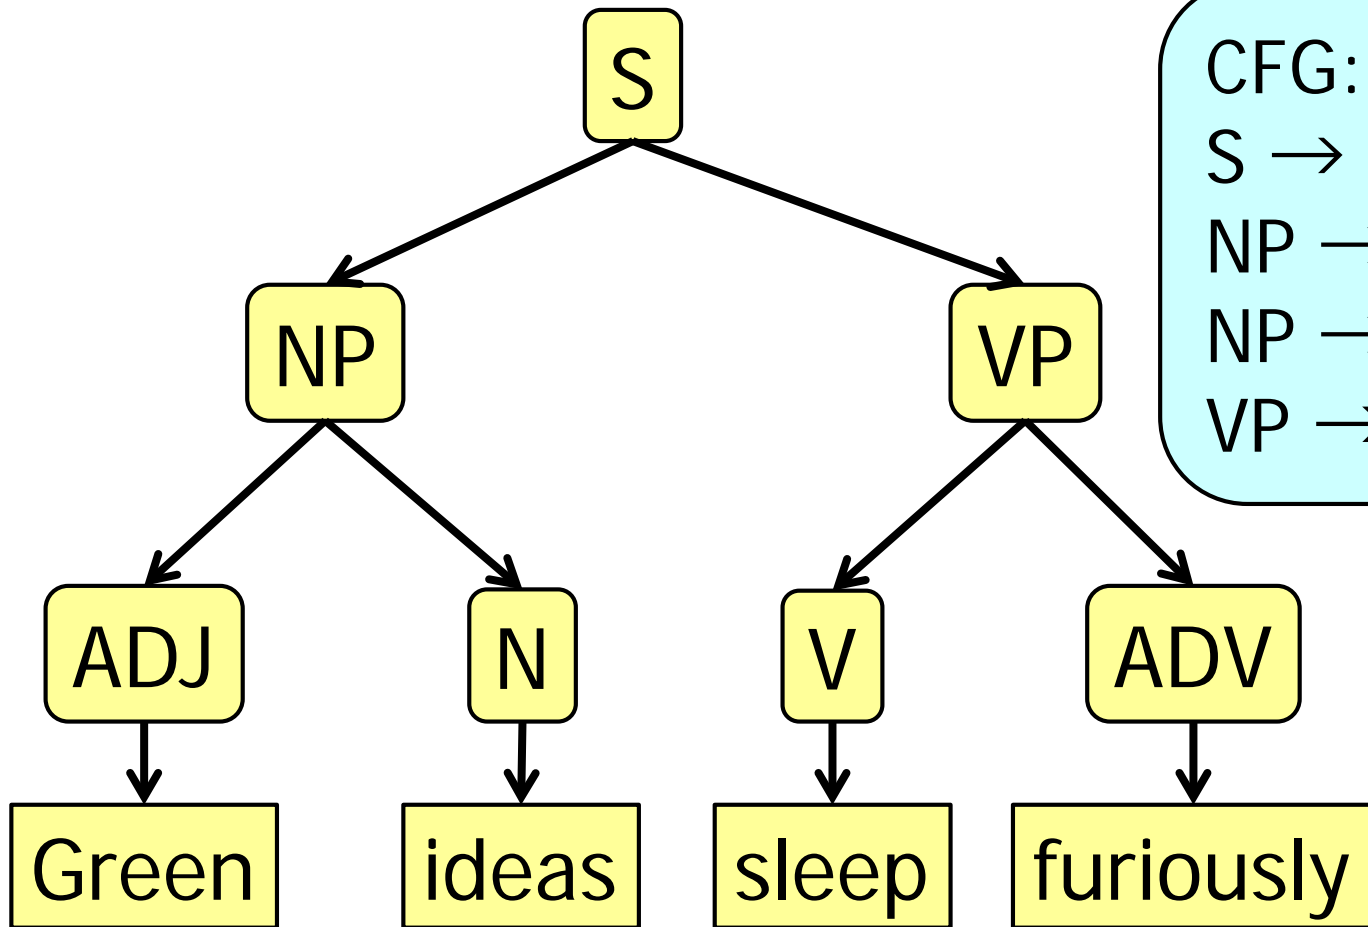 S
CFG:
S →
NP →
NP →
VP →
NP
VP
ADJ
N
V
ADV
Green
ideas
sleep
furiously